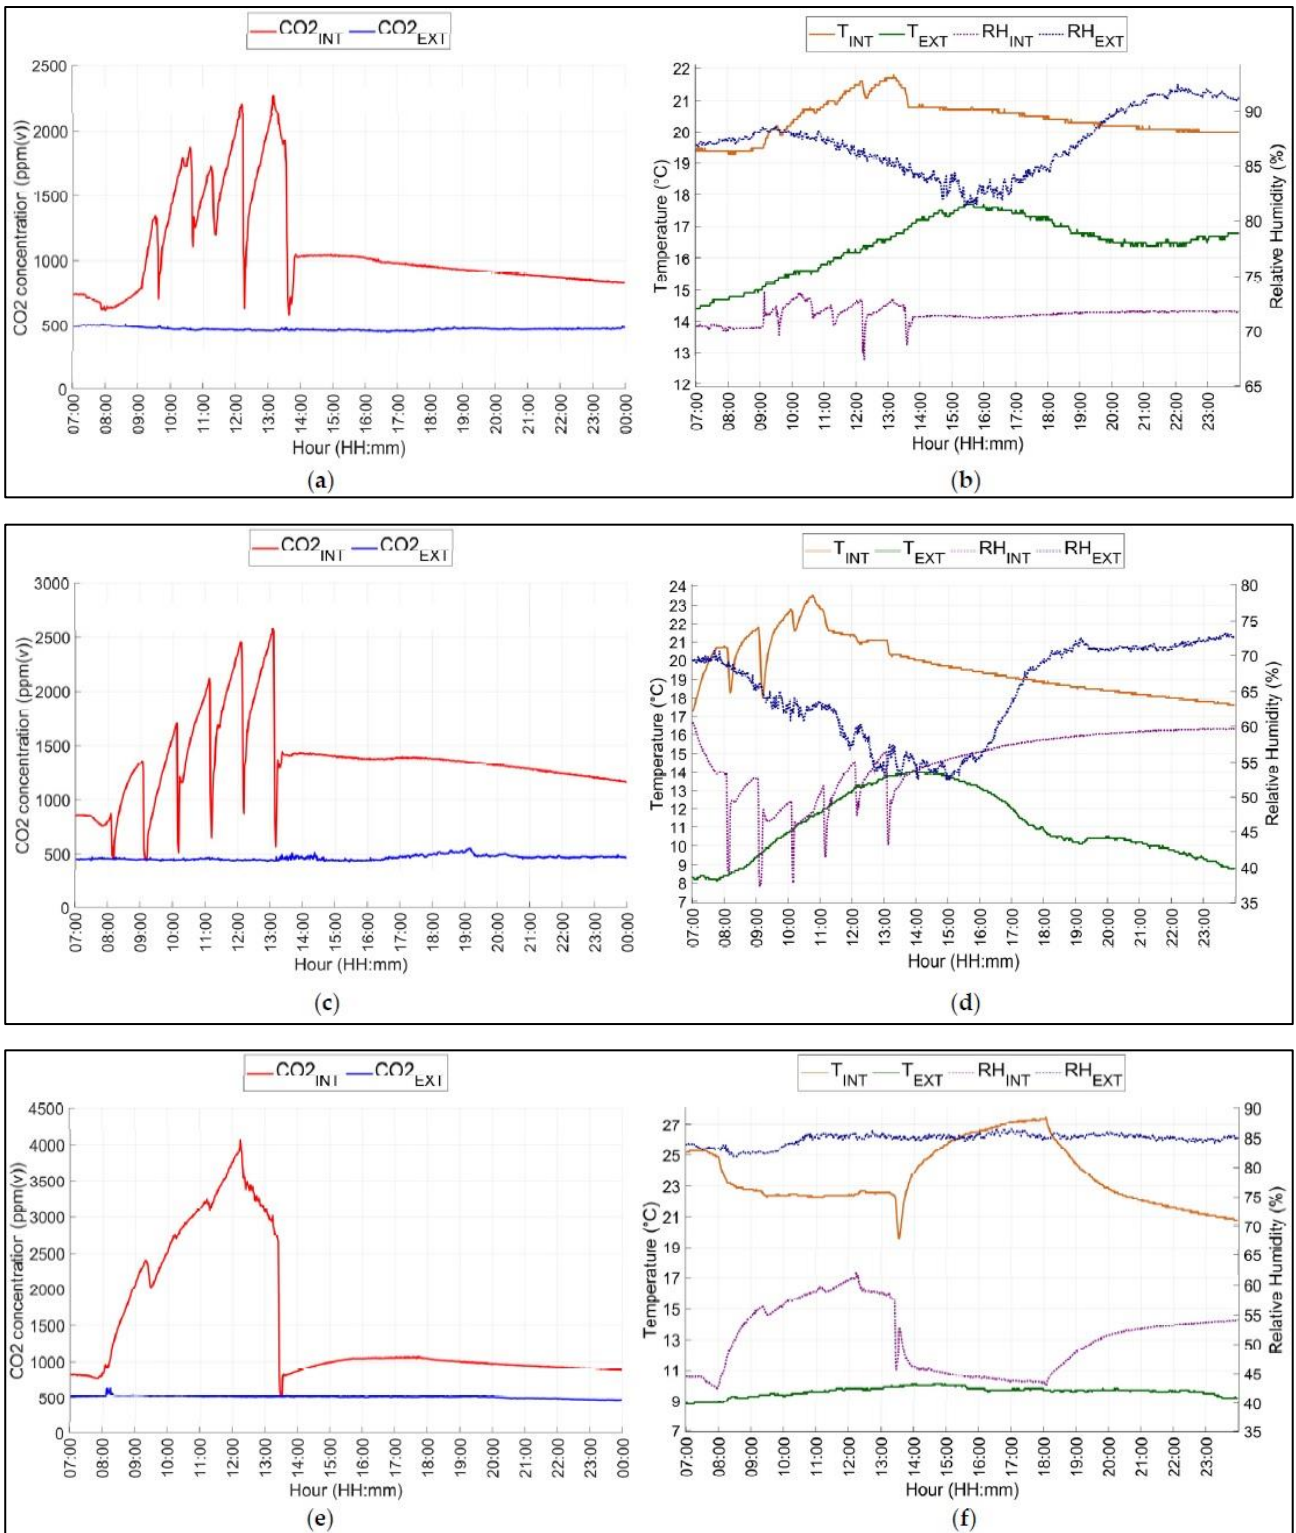 CO2INT CO2EXT
CO2 concentration (ppm(v))
2500
2000
1500
1000
500
0
07:00 08:00 09:00 10:00 11:00 12:00 13:00 14:00 15:00 16:00 17:00 18:00 19:00 20:00 21:00 22:00 23:00 00:00
Hour (HH:mm)
(a)
TINT TEXT RHINT RHEXT
Temperature (°C)
22
21
20
19
18
17
16
15
14
13
12
90
85
80
75
70
65
Relative Humidity (%)
07:00 08:00 09:00 10:00 11:00 12:00 13:00 14:00 15:00 16:00 17:00 18:00 19:00 20:00 21:00 22:00 23:00
Hour (HH:mm)
(b)
CO2INT CO2EXT
CO2 concentration (ppm(v))
3000
2500
2000
1500
1000
500
0
07:00 08:00 09:00 10:00 11:00 12:00 13:00 14:00 15:00 16:00 17:00 18:00 19:00 20:00 21:00 22:00 23:00 00:00
Hour (HH:mm)
(c)
TINT TEXT RHINT RHEXT
Temperature (°C)
24
23
22
21
20
19
18
17
16
15
14
13
12
11
10
9
8
7
80
75
70
65
60
55
50
45
40
35
Relative Humidity (%)
07:00 08:00 09:00 10:00 11:00 12:00 13:00 14:00 15:00 16:00 17:00 18:00 19:00 20:00 21:00 22:00 23:00
Hour (HH:mm)
(d)
CO2INT CO2EXT
CO2 concentration (ppm(v))
4500
4000
3500
3000
2500
2000
1500
1000
500
0
07:00 08:00 09:00 10:00 11:00 12:00 13:00 14:00 15:00 16:00 17:00 18:00 19:00 20:00 21:00 22:00 23:00 00:00
Hour (HH:mm)
(e)
TINT TEXT RHINT RHEXT
Temperature (°C)
27
25
23
21
19
17
15
13
11
9
7
90
85
80
75
70
65
60
55
50
45
40
35
Relative Humidity (%)
07:00 08:00 09:00 10:00 11:00 12:00 13:00 14:00 15:00 16:00 17:00 18:00 19:00 20:00 21:00 22:00 23:00
Hour (HH:mm)
(f)